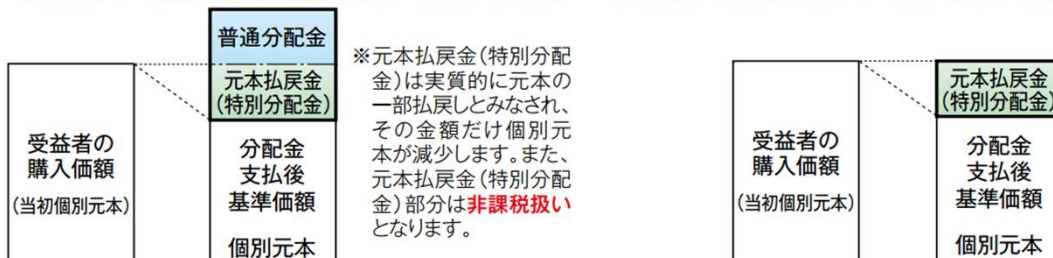 普通分配金
元本払戻金
(特別分配金)
受益者の
購入価額
(当初個別元本)
分配金
支払後
基準価額
個別元本
※元本払戻金(特別分配
金)は実質的に元本の
一部払戻しとみなされ、
その金額だけ個別元
本が減少します。また、
元本払戻金(特別分配
金)部分は非課税扱い
となります。
受益者の
購入価額
(当初個別元本)
元本払戻金
(特別分配金)
分配金
支払後
基準価額
個別元本